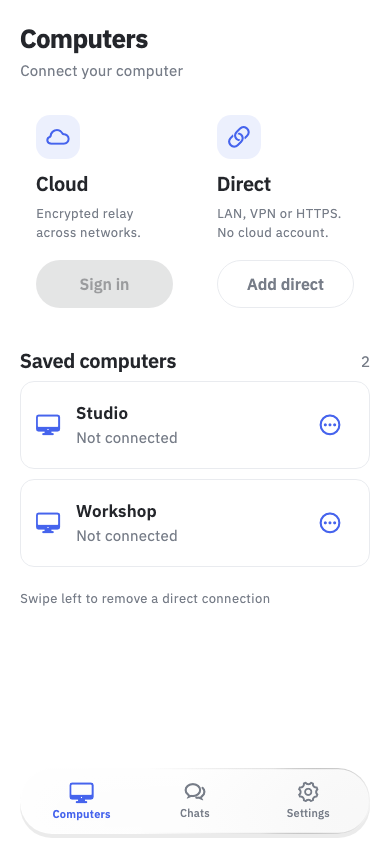 Computers
Connect your computer
Cloud
Encrypted relay
across networks.
Sign in
Direct
LAN, VPN or HTTPS.
No cloud account.
Add direct
Saved computers
2
Studio
Not connected
Workshop
Not connected
Swipe left to remove a direct connection
Computers
Chats
Settings